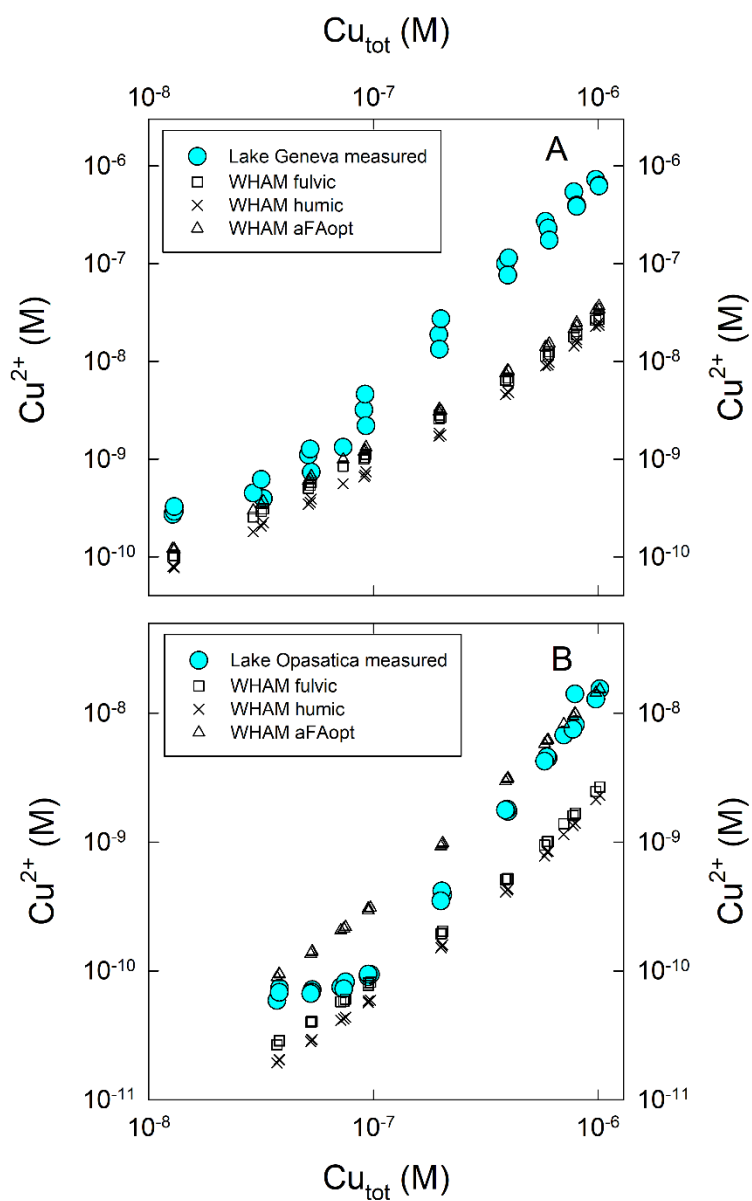 Cu_tot (M)
10^-8 10^-7 10^-6
A
Lake Geneva measured
WHAM fulvic
WHAM humic
WHAM aFAopt
10^-6 10^-6
10^-7 10^-7
10^-8 10^-8
10^-9 10^-9
10^-10 10^-10
Cu^2+ (M)
Cu^2+ (M)
B
Lake Opasatica measured
WHAM fulvic
WHAM humic
WHAM aFAopt
10^-8 10^-8
10^-9 10^-9
10^-10 10^-10
10^-11 10^-11
Cu^2+ (M)
Cu^2+ (M)
10^-8 10^-7 10^-6
Cu_tot (M)